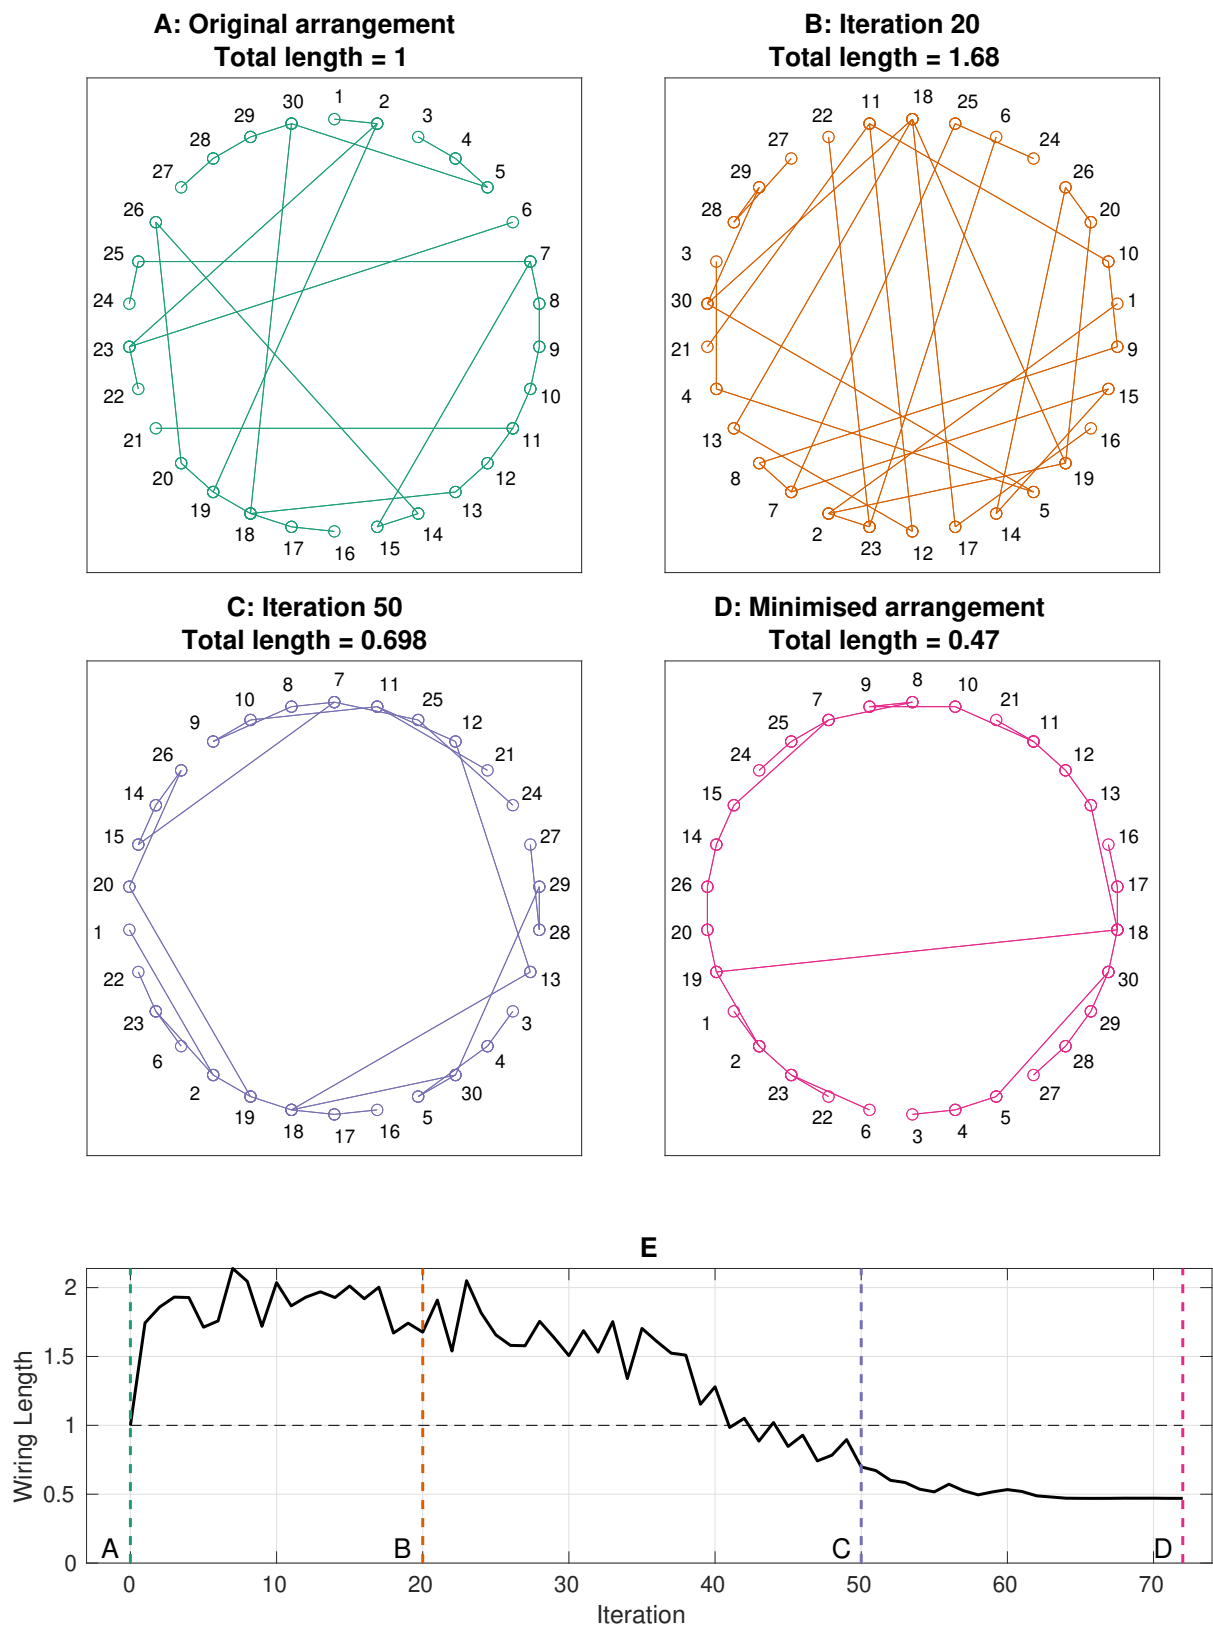 A: Original arrangement
Total length = 1
30 1 2
29 3
28 4
27 5
26 6
25 7
24 8
23 9
22 10
21 11
20 12
19 13
18 14
17 16 15
B: Iteration 20
Total length = 1.68
22 11 18 25 6
27 24
29 26
28 20
3 10
30 1
21 9
4 15
13 16
8 19
7 5
2 23 12 17 14
C: Iteration 50
Total length = 0.698
8 7 11
10 25
9 12
26 21
14 24
15 27
20 29
1 28
22 13
23 3
6 4
2 30
19 5
18 17 16
D: Minimised arrangement
Total length = 0.47
9 8 10
7 21
25 11
24 12
15 13
14 16
26 17
20 18
19 30
1 29
2 28
23 27
22 5
6 3 4
E
Wiring Length
2
1.5
1
0.5
0
A B C D
0 10 20 30 40 50 60 70
Iteration